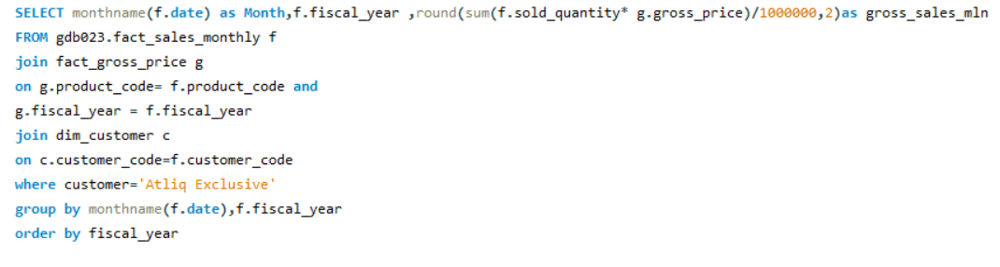 SELECT monthname(f.date) as Month,f.fiscal_year ,round(sum(f.sold_quantity* g.gross_price)/1000000,2)as gross_sales_mln
FROM gdb023.fact_sales_monthly f
join fact_gross_price g
on g.product_code= f.product_code and
g.fiscal_year = f.fiscal_year
join dim_customer c
on c.customer_code=f.customer_code
where customer='Atliq Exclusive'
group by monthname(f.date),f.fiscal_year
order by fiscal_year